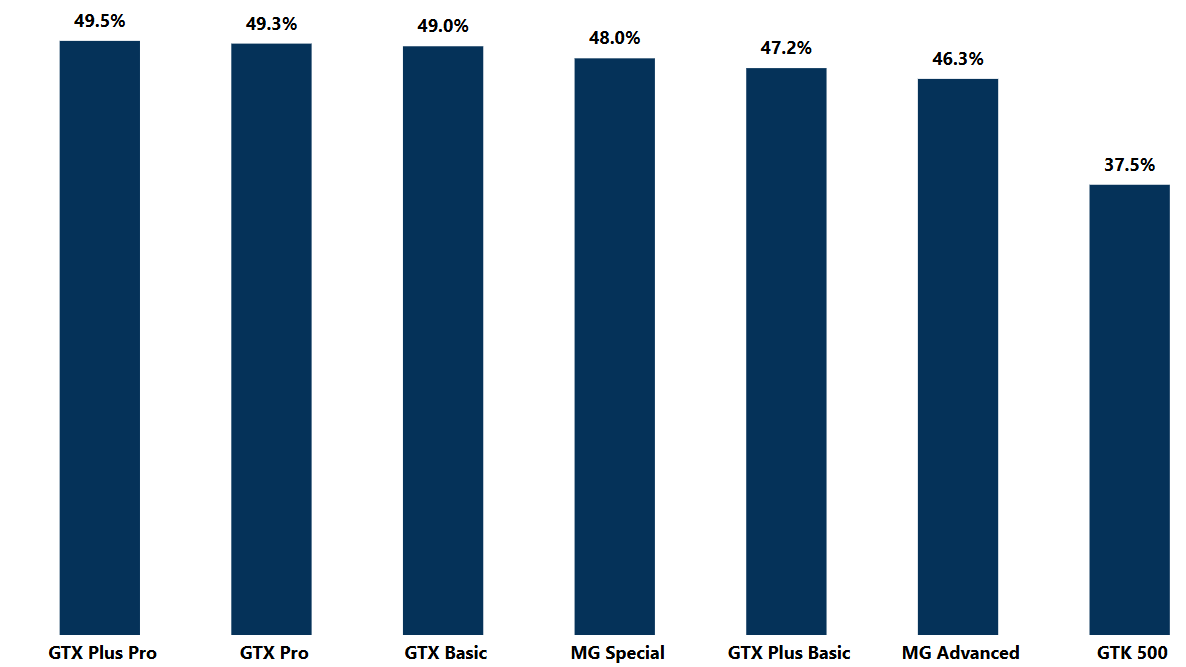 49.5%
49.3%
49.0%
48.0%
47.2%
46.3%
37.5%
GTX Plus Pro
GTX Pro
GTX Basic
MG Special
GTX Plus Basic
MG Advanced
GTK 500